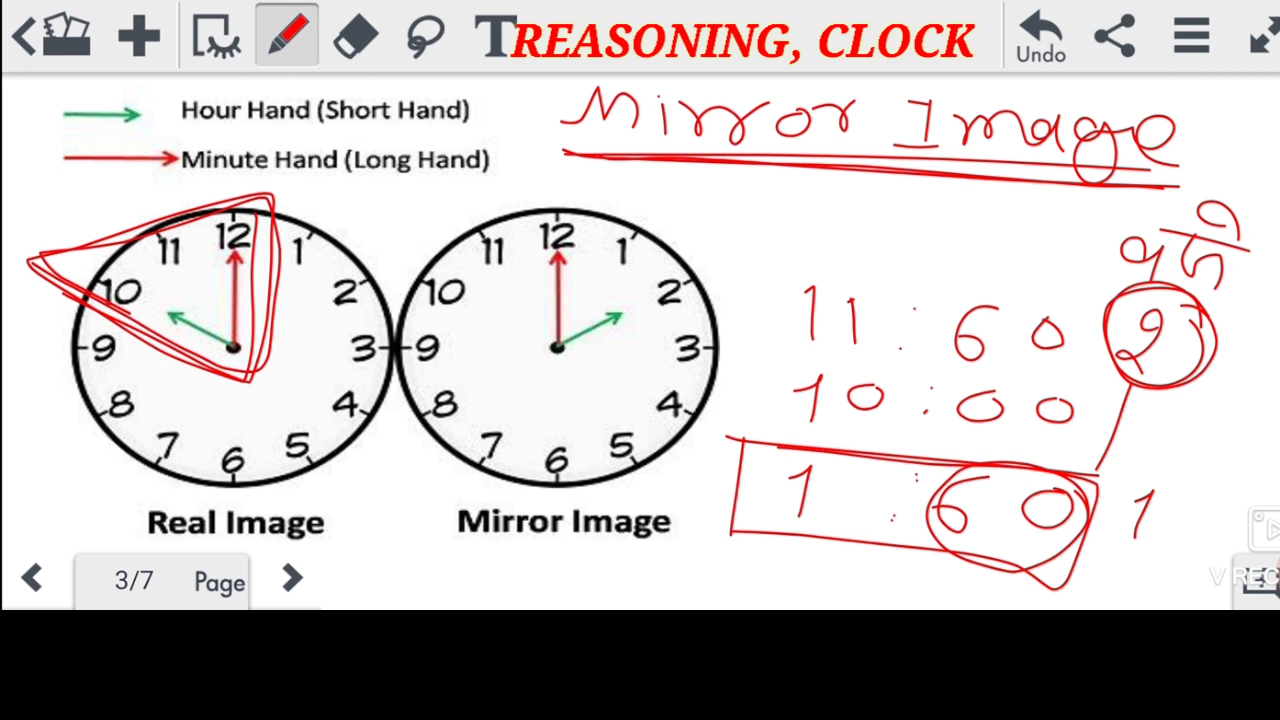 TREASONING, CLOCK
Undo
Hour Hand (Short Hand)
Minute Hand (Long Hand)
Mirror Image
12
11
1
10
2
9
3
8
4
7
5
6
12
11
1
10
2
9
3
8
4
7
5
6
11 : 60
10 : 00
1 : 60
1
Real Image
Mirror Image
3/7 Page
V REC